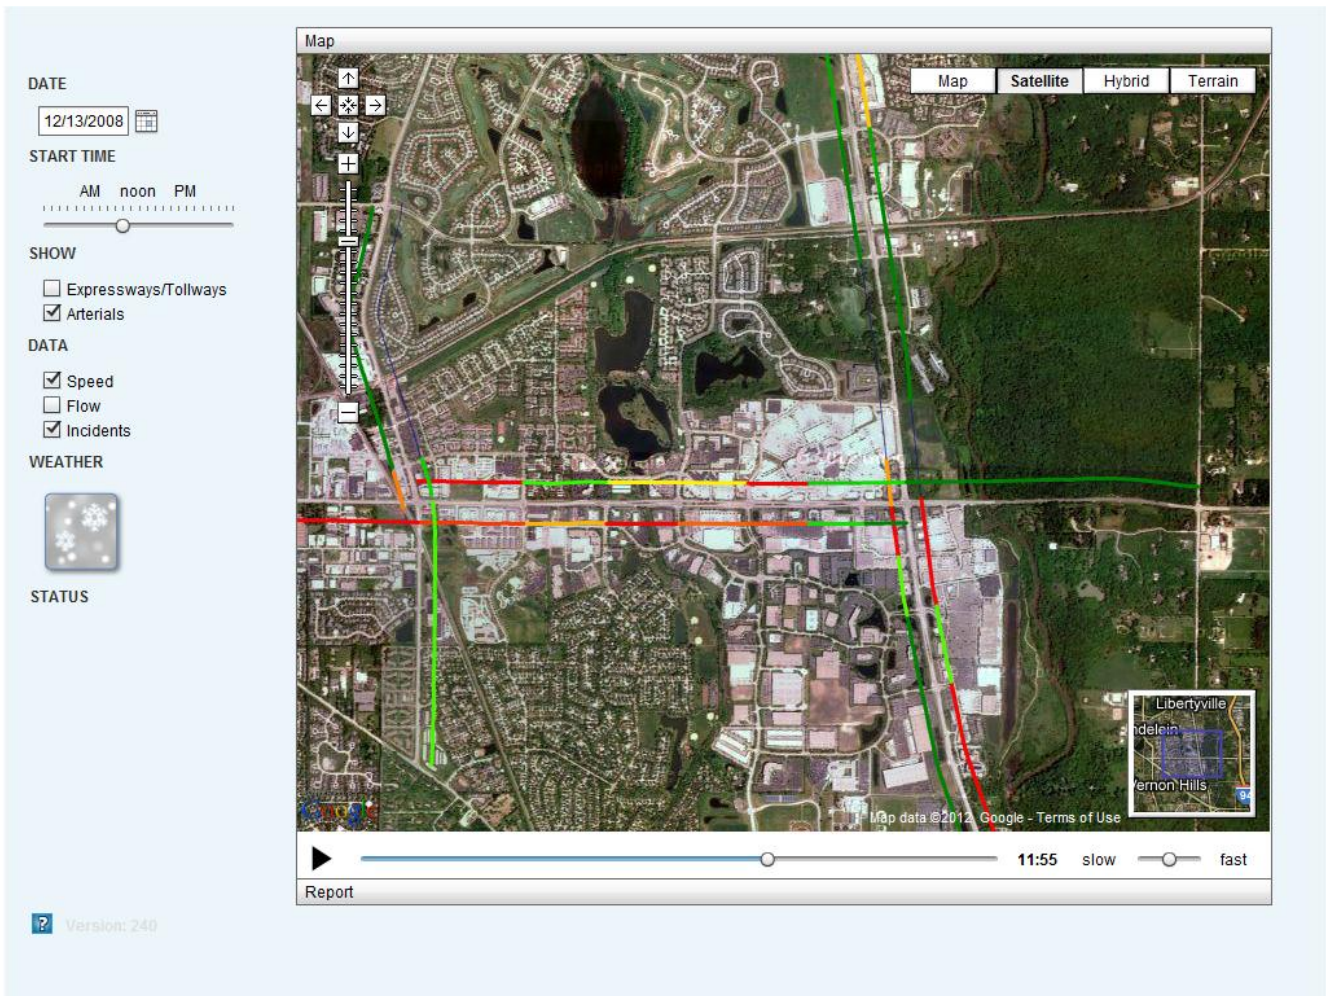 Map
DATE
12/13/2008
START TIME
AM noon PM
SHOW
Expressways/Tollways
Arterials
DATA
Speed
Flow
Incidents
WEATHER
STATUS
Map Satellite Hybrid Terrain
Libertyville
ndelein
Vernon Hills
94
Google
Map data ©2012 Google - Terms of Use
11:55 slow fast
Report
? Version: 240